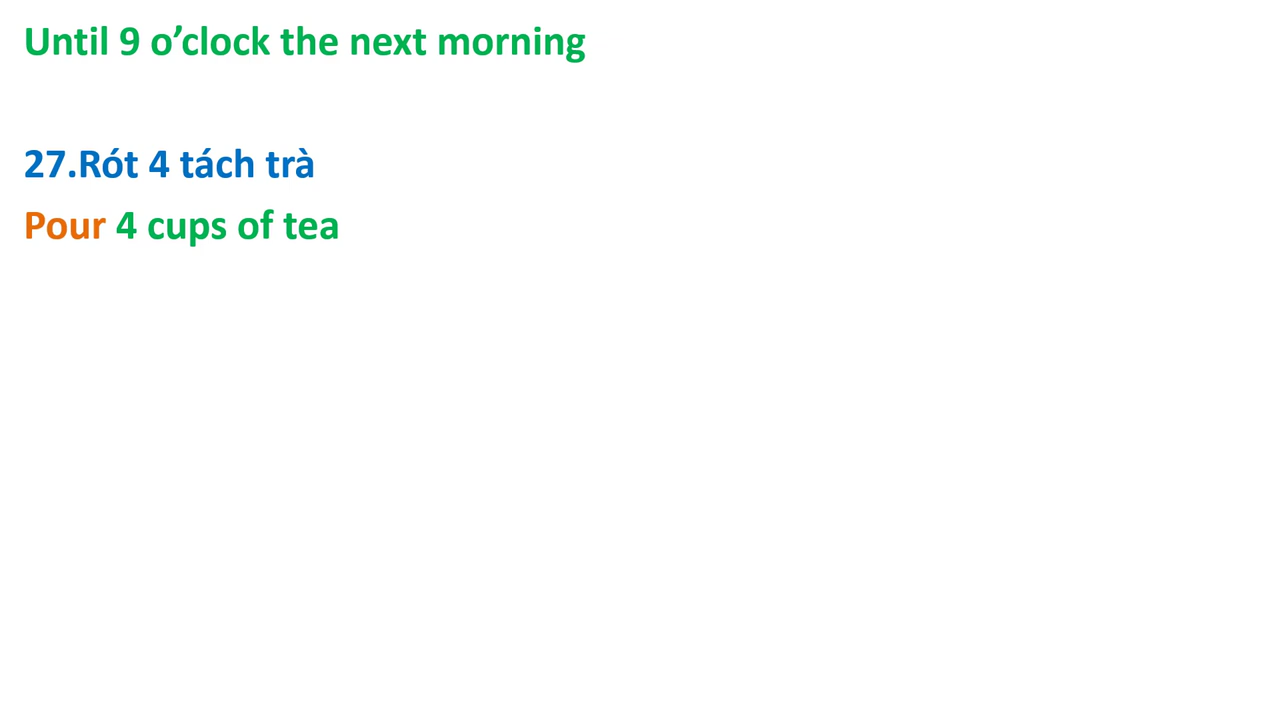 Until 9 o’clock the next morning
27.Rót 4 tách trà
Pour 4 cups of tea